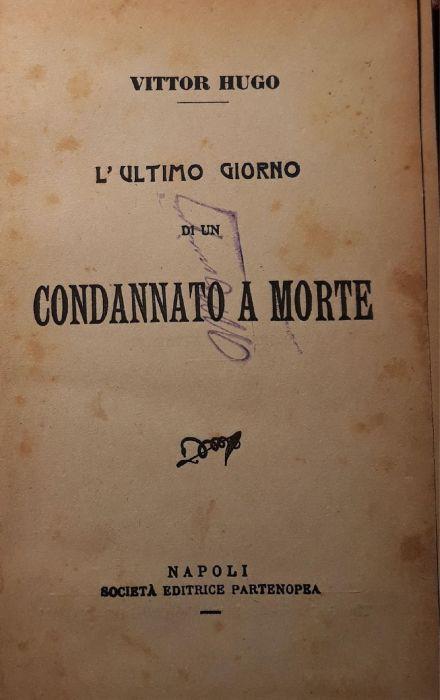 VITTOR HUGO
L'ULTIMO GIORNO
DI UN
CONDANNATO A MORTE
NAPOLI
SOCIETÀ EDITRICE PARTENOPEA